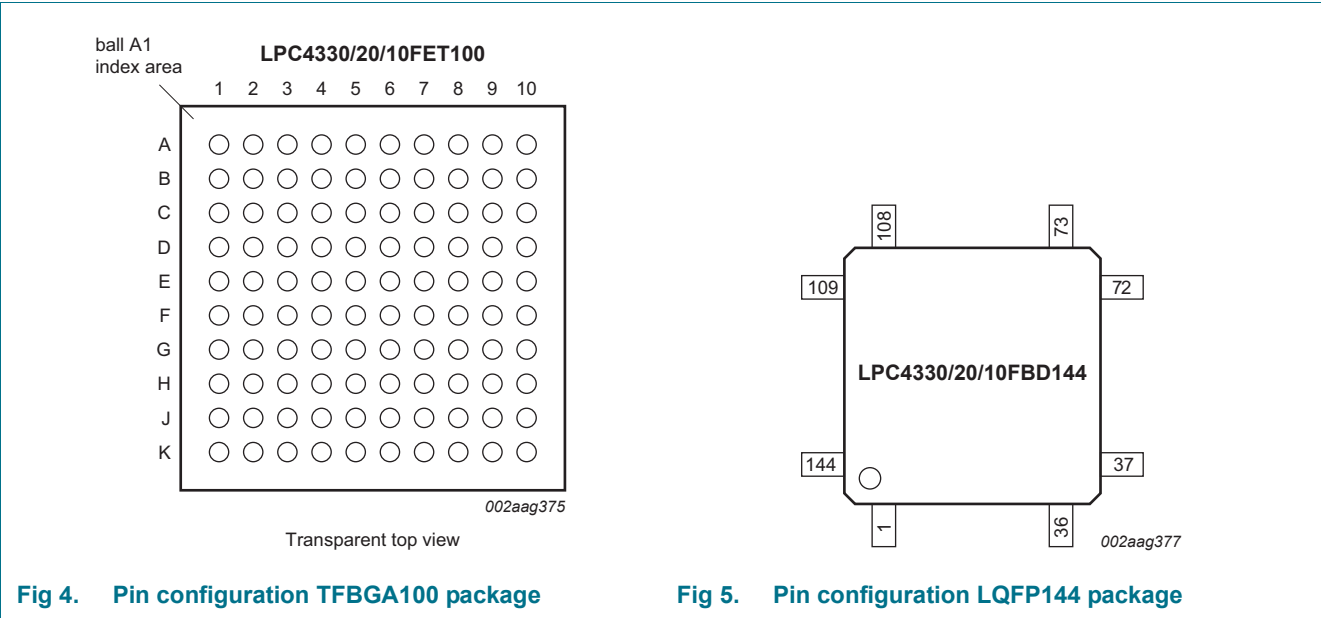 ball A1
index area
LPC4330/20/10FET100
1 2 3 4 5 6 7 8 9 10
A
B
C
D
E
F
G
H
J
K
002aag375
Transparent top view
Fig 4. Pin configuration TFBGA100 package
108
73
109
72
LPC4330/20/10FBD144
144
37
1
36
002aag377
Fig 5. Pin configuration LQFP144 package